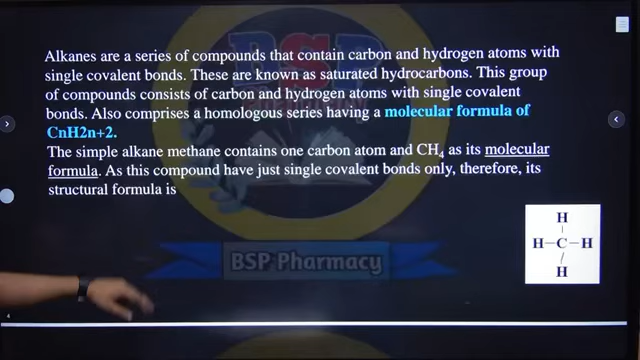 Alkanes are a series of compounds that contain carbon and hydrogen atoms with
single covalent bonds. These are known as saturated hydrocarbons. This group
of compounds consists of carbon and hydrogen atoms with single covalent
bonds. Also comprises a homologous series having a molecular formula of
CnH2n+2.
The simple alkane methane contains one carbon atom and CH₄ as its molecular
formula. As this compound have just single covalent bonds only, therefore, its
structural formula is
H
H-C-H
H
BSP
BSP Pharmacy
4